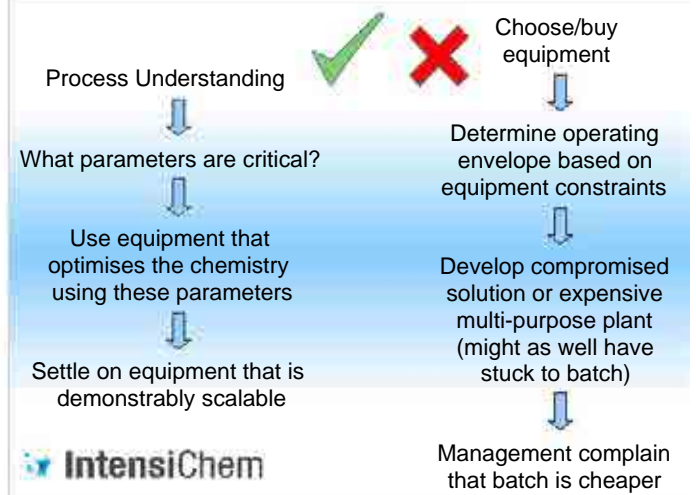 Process Understanding
What parameters are critical?
Use equipment that
optimises the chemistry
using these parameters
Settle on equipment that is
demonstrably scalable
IntensiChem
Choose/buy
equipment
Determine operating
envelope based on
equipment constraints
Develop compromised
solution or expensive
multi-purpose plant
(might as well have
stuck to batch)
Management complain
that batch is cheaper